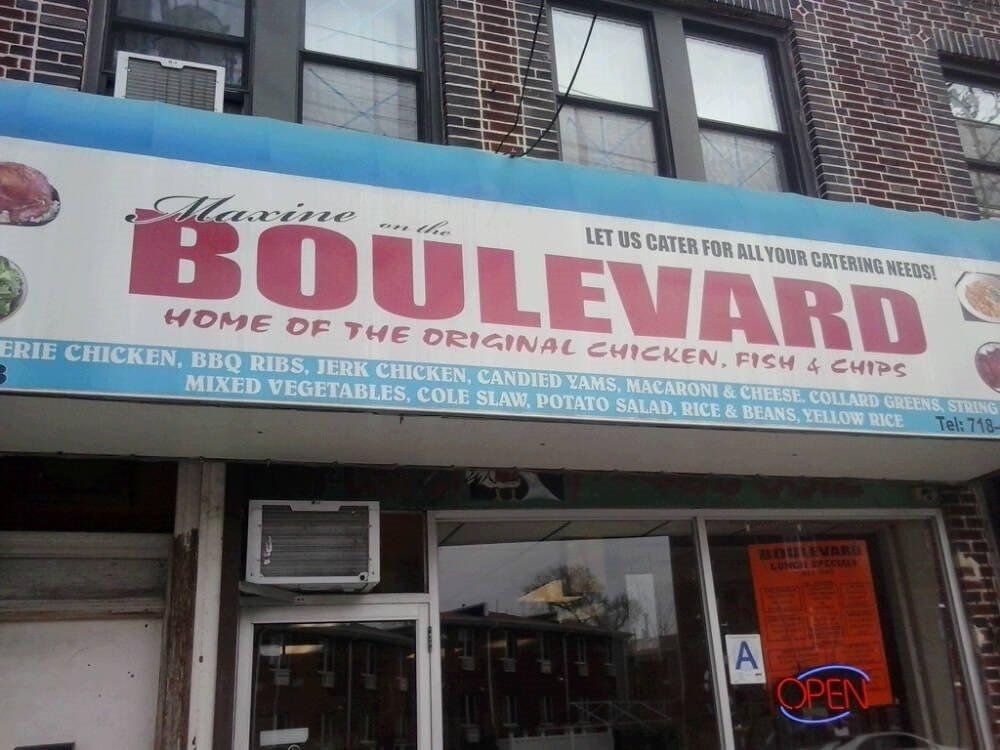 Maxine on the
BOULEVARD
LET US CATER FOR ALL YOUR CATERING NEEDS!
HOME OF THE ORIGINAL CHICKEN, FISH & CHIPS
ERIE CHICKEN, BBQ RIBS, JERK CHICKEN, CANDIED YAMS, MACARONI & CHEESE, COLLARD GREENS, STRING
MIXED VEGETABLES, COLE SLAW, POTATO SALAD, RICE & BEANS, YELLOW RICE
Tel: 718-
BOULEVARD
LUNCH SPECIALS
A
OPEN